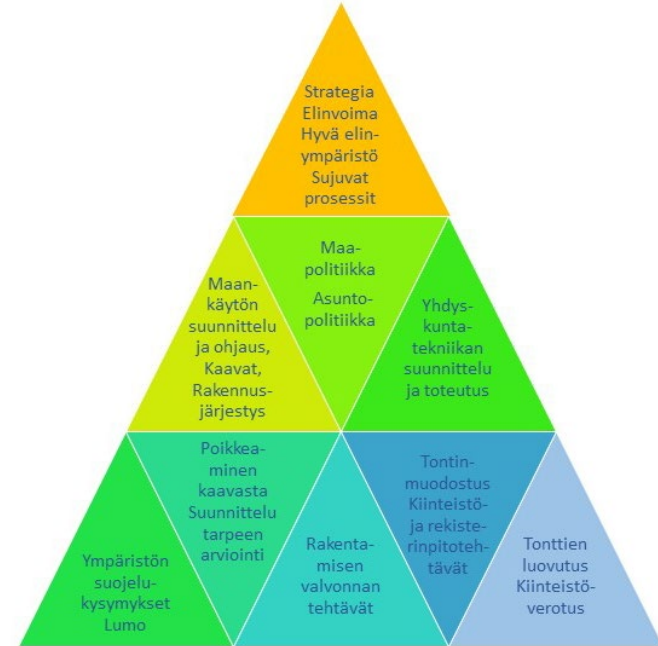 Strategia
Elinvoima
Hyvä elin-
ympäristö
Sujuvat
prosessit
Maan-
käytön
suunnittelu
ja ohjaus,
Kaavat,
Rakennus-
järjestys
Maa-
politiikka
Asunto-
politiikka
Yhdys-
kunta-
tekniikan
suunnittelu
ja toteutus
Ympäristön
suojelu-
kysymykset
Lumo
Poikkea-
minen
kaavasta
Suunnittelu
tarpeen
arviointi
Rakenta-
misen
valvonnan
tehtävät
Tontin-
muodostus
Kiinteistö-
ja rekiste-
rinpitoteh-
tävät
Tonttien
luovutus
Kiinteistö-
verotus